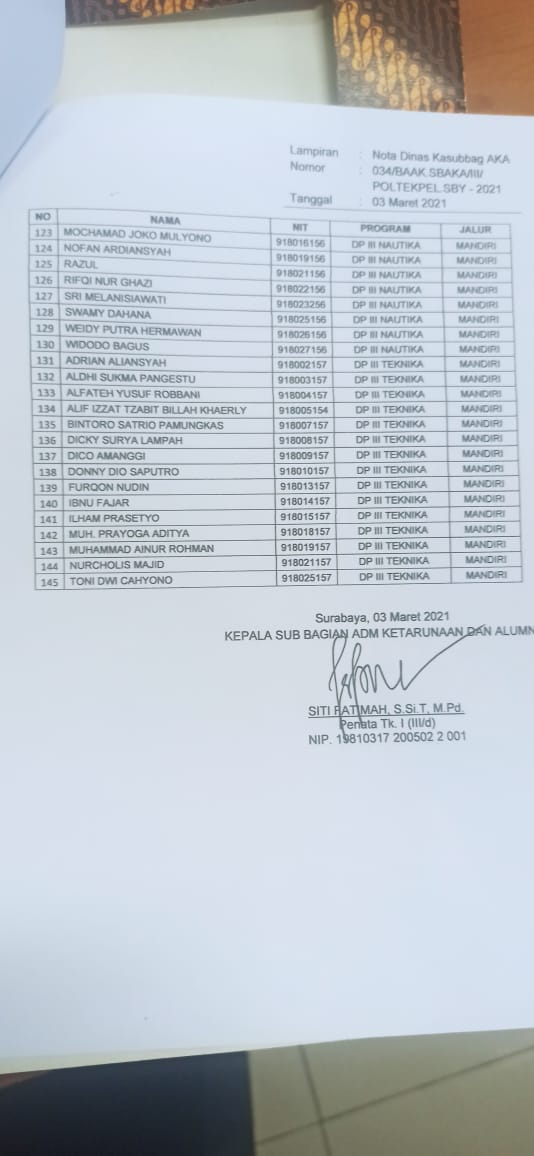 Lampiran : Nota Dinas Kasubbag AKA
Nomor : 034/BAAK.SBAKA/III/
POLTEKPEL.SBY - 2021
Tanggal : 03 Maret 2021
NO NAMA NIT PROGRAM JALUR
123 MOCHAMAD JOKO MULYONO 918016156 DP III NAUTIKA MANDIRI
124 NOFAN ARDIANSYAH 918019156 DP III NAUTIKA MANDIRI
125 RAZUL 918021156 DP III NAUTIKA MANDIRI
126 RIFQI NUR GHAZI 918022156 DP III NAUTIKA MANDIRI
127 SRI MELANISIAWATI 918023256 DP III NAUTIKA MANDIRI
128 SWAMY DAHANA 918025156 DP III NAUTIKA MANDIRI
129 WEIDY PUTRA HERMAWAN 918026156 DP III NAUTIKA MANDIRI
130 WIDODO BAGUS 918027156 DP III NAUTIKA MANDIRI
131 ADRIAN ALIANSYAH 918002157 DP III TEKNIKA MANDIRI
132 ALDHI SUKMA PANGESTU 918003157 DP III TEKNIKA MANDIRI
133 ALFATEH YUSUF ROBBANI 918004157 DP III TEKNIKA MANDIRI
134 ALIF IZZAT TZABIT BILLAH KHAERLY 918005154 DP III TEKNIKA MANDIRI
135 BINTORO SATRIO PAMUNGKAS 918007157 DP III TEKNIKA MANDIRI
136 DICKY SURYA LAMPAH 918008157 DP III TEKNIKA MANDIRI
137 DICO AMANGGI 918009157 DP III TEKNIKA MANDIRI
138 DONNY DIO SAPUTRO 918010157 DP III TEKNIKA MANDIRI
139 FURQON NUDIN 918013157 DP III TEKNIKA MANDIRI
140 IBNU FAJAR 918014157 DP III TEKNIKA MANDIRI
141 ILHAM PRASETYO 918015157 DP III TEKNIKA MANDIRI
142 MUH. PRAYOGA ADITYA 918018157 DP III TEKNIKA MANDIRI
143 MUHAMMAD AINUR ROHMAN 918019157 DP III TEKNIKA MANDIRI
144 NURCHOLIS MAJID 918021157 DP III TEKNIKA MANDIRI
145 TONI DWI CAHYONO 918025157 DP III TEKNIKA MANDIRI
Surabaya, 03 Maret 2021
KEPALA SUB BAGIAN ADM KETARUNAAN DAN ALUMN
SITI FATIMAH, S.Si.T, M.Pd.
Penata Tk. I (III/d)
NIP. 19810317 200502 2 001